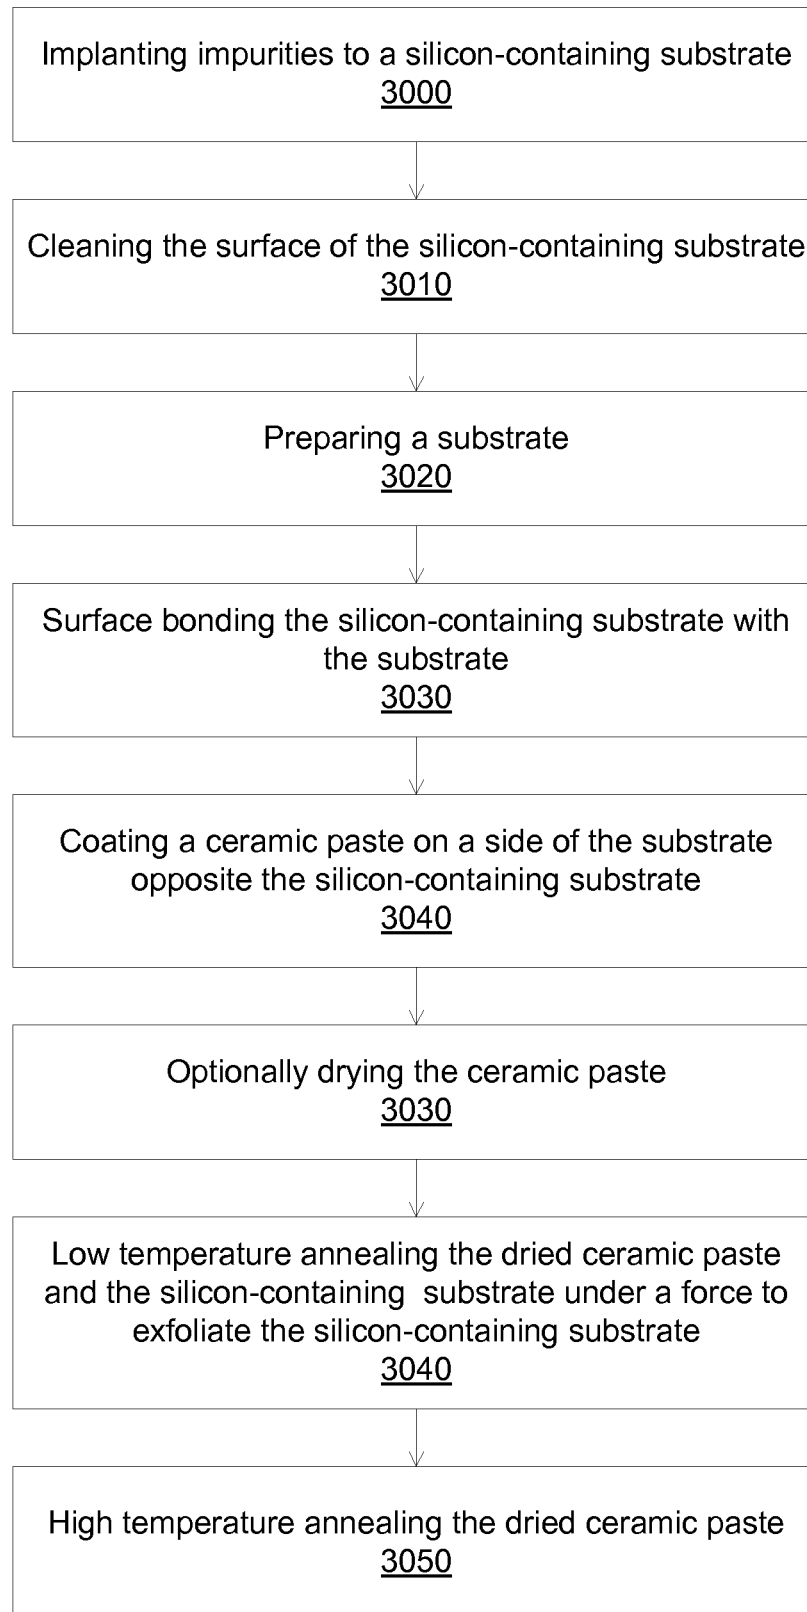 Implanting impurities to a silicon-containing substrate
3000
Cleaning the surface of the silicon-containing substrate
3010
Preparing a substrate
3020
Surface bonding the silicon-containing substrate with
the substrate
3030
Coating a ceramic paste on a side of the substrate
opposite the silicon-containing substrate
3040
Optionally drying the ceramic paste
3030
Low temperature annealing the dried ceramic paste
and the silicon-containing  substrate under a force to
exfoliate the silicon-containing substrate
3040
High temperature annealing the dried ceramic paste
3050